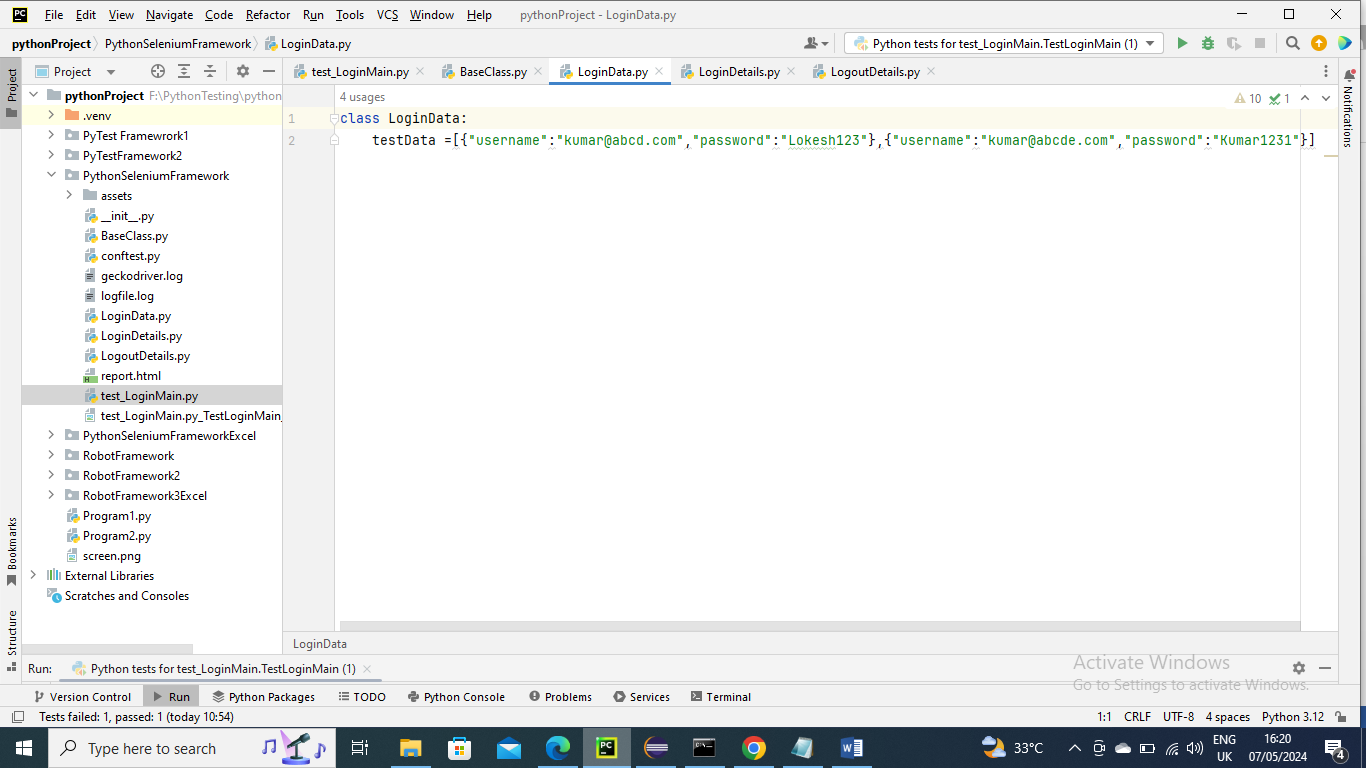 PC File Edit View Navigate Code Refactor Run Tools VCS Window Help pythonProject - LoginData.py
pythonProject PythonSeleniumFramework LoginData.py Python tests for test_LoginMain.TestLoginMain (1)
Project
Project
test_LoginMain.py BaseClass.py LoginData.py LoginDetails.py LogoutDetails.py
Notifications
pythonProject F:\PythonTesting\python
.venv
PyTest Framewrork1
PyTestFramework2
PythonSeleniumFramework
assets
__init__.py
BaseClass.py
conftest.py
geckodriver.log
logfile.log
LoginData.py
LoginDetails.py
LogoutDetails.py
report.html
test_LoginMain.py
test_LoginMain.py_TestLoginMain_
PythonSeleniumFrameworkExcel
RobotFramework
RobotFramework2
RobotFramework3Excel
Program1.py
Program2.py
screen.png
External Libraries
Scratches and Consoles
Bookmarks
Structure
4 usages
10 1
1 class LoginData:
2 testData =[{"username":"kumar@abcd.com","password":"Lokesh123"},{"username":"kumar@abcde.com","password":"Kumar1231"}]
LoginData
Run: Python tests for test_LoginMain.TestLoginMain (1)
Activate Windows
Go to Settings to activate Windows.
Version Control Run Python Packages TODO Python Console Problems Services Terminal
Tests failed: 1, passed: 1 (today 10:54) 1:1 CRLF UTF-8 4 spaces Python 3.12
Type here to search
PC
W
33°C
ENG
UK
16:20
07/05/2024
4